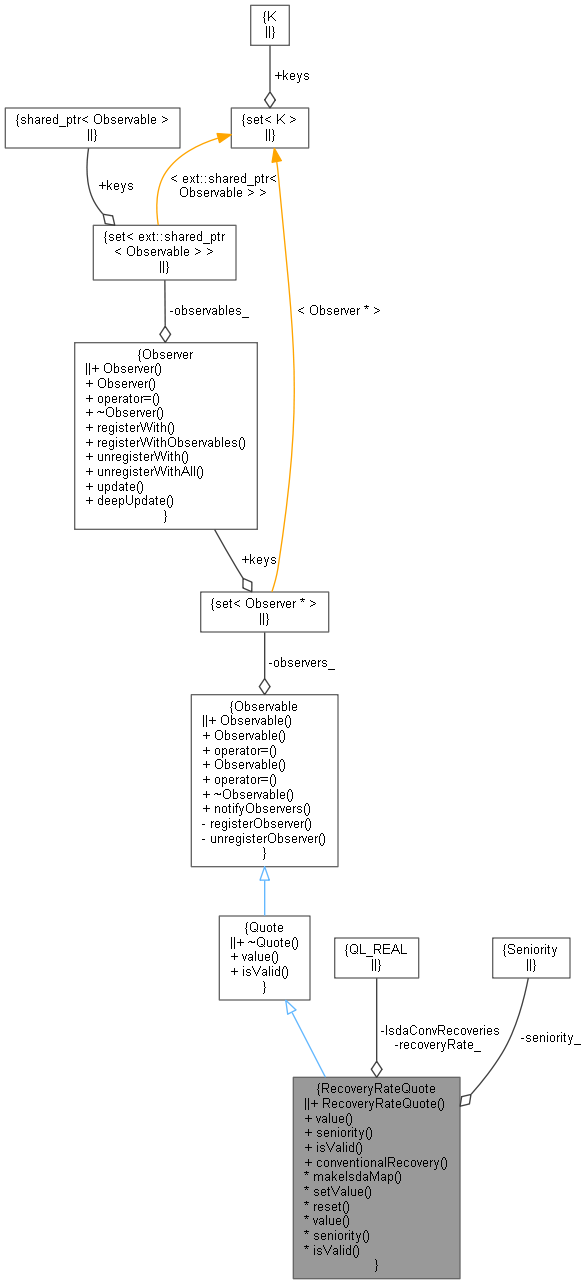 {K
||}
+keys
{shared_ptr< Observable >
||}
{set< K >
||}
+keys
< ext::shared_ptr<
Observable > >
{set< ext::shared_ptr
< Observable > >
||}
-observables_
< Observer * >
{Observer
||+ Observer()
+ Observer()
+ operator=()
+ ~Observer()
+ registerWith()
+ registerWithObservables()
+ unregisterWith()
+ unregisterWithAll()
+ update()
+ deepUpdate()
}
+keys
{set< Observer * >
||}
-observers_
{Observable
||+ Observable()
+ Observable()
+ operator=()
+ Observable()
+ operator=()
+ ~Observable()
+ notifyObservers()
- registerObserver()
- unregisterObserver()
}
{Quote
||+ ~Quote()
+ value()
+ isValid()
}
{QL_REAL
||}
{Seniority
||}
-IsdaConvRecoveries
-recoveryRate_
-seniority_
{RecoveryRateQuote
||+ RecoveryRateQuote()
+ value()
+ seniority()
+ isValid()
+ conventionalRecovery()
* makeIsdaMap()
* setValue()
* reset()
* value()
* seniority()
* isValid()
}